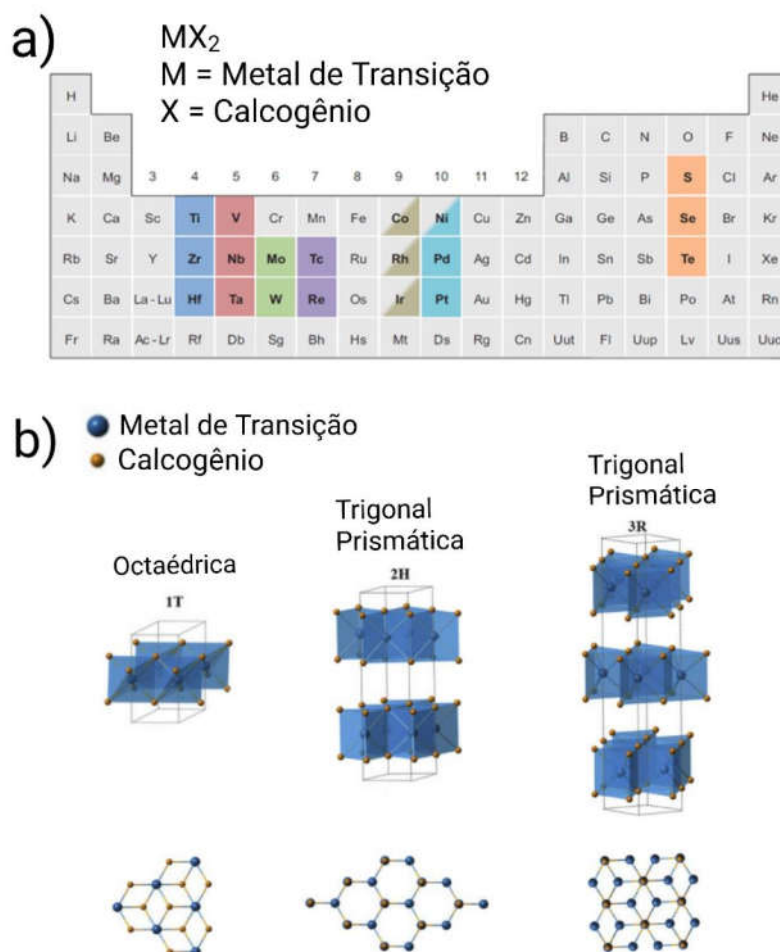 a)
MX₂
M = Metal de Transição
X = Calcogênio
H He
Li Be B C N O F Ne
Na Mg 3 4 5 6 7 8 9 10 11 12 Al Si P S Cl Ar
K Ca Sc Ti V Cr Mn Fe Co Ni Cu Zn Ga Ge As Se Br Kr
Rb Sr Y Zr Nb Mo Tc Ru Rh Pd Ag Cd In Sn Sb Te I Xe
Cs Ba La - Lu Hf Ta W Re Os Ir Pt Au Hg Tl Pb Bi Po At Rn
Fr Ra Ac - Lr Rf Db Sg Bh Hs Mt Ds Rg Cn Uut Fl Uup Lv Uus Uuo
b)
Metal de Transição
Calcogênio
Octaédrica
1T
Trigonal
Prismática
2H
Trigonal
Prismática
3R